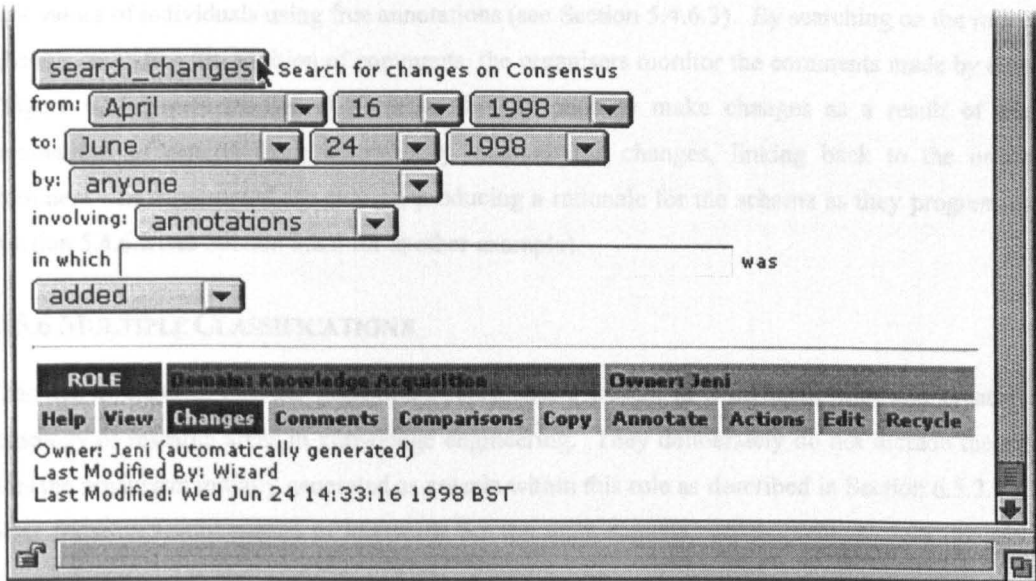 search changes Search for changes on Consensus
from: April 16 1998
to: June 24 1998
by: anyone
involving: annotations
in which was
added
ROLE Domain: Knowledge Acquisition Owner: Jeni
Help View Changes Comments Comparisons Copy Annotate Actions Edit Recycle
Owner: Jeni (automatically generated)
Last Modified By: Wizard
Last Modified: Wed Jun 24 14:33:16 1998 BST